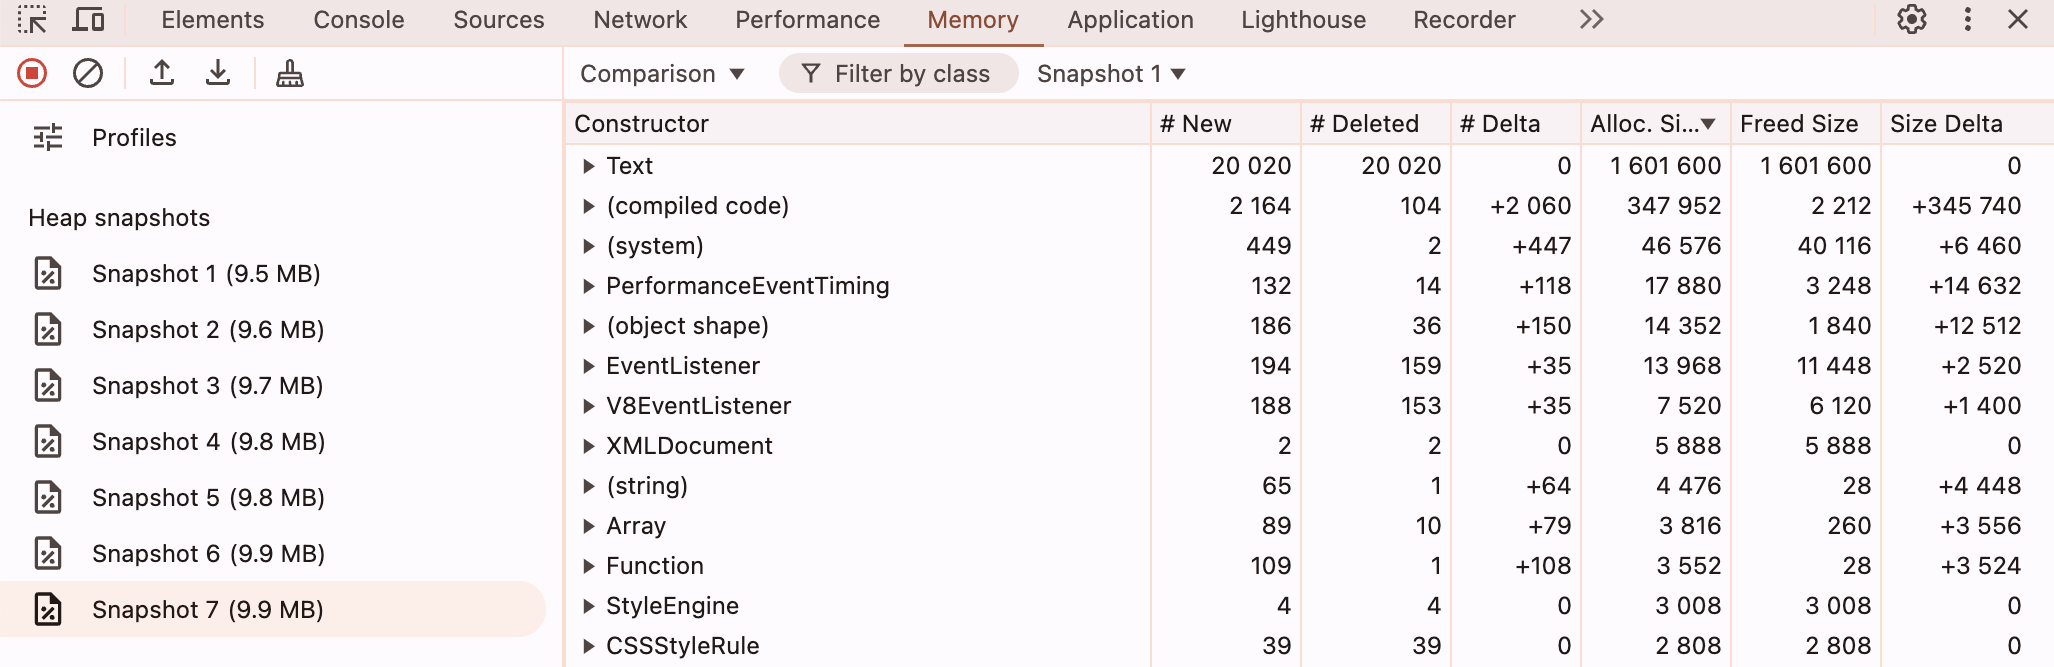 Elements Console Sources Network Performance Memory Application Lighthouse Recorder
Comparison Filter by class Snapshot 1
Profiles
Heap snapshots
Snapshot 1 (9.5 MB)
Snapshot 2 (9.6 MB)
Snapshot 3 (9.7 MB)
Snapshot 4 (9.8 MB)
Snapshot 5 (9.8 MB)
Snapshot 6 (9.9 MB)
Snapshot 7 (9.9 MB)
Constructor # New # Deleted # Delta Alloc. Si... Freed Size Size Delta
Text 20 020 20 020 0 1 601 600 1 601 600 0
(compiled code) 2 164 104 +2 060 347 952 2 212 +345 740
(system) 449 2 +447 46 576 40 116 +6 460
PerformanceEventTiming 132 14 +118 17 880 3 248 +14 632
(object shape) 186 36 +150 14 352 1 840 +12 512
EventListener 194 159 +35 13 968 11 448 +2 520
V8EventListener 188 153 +35 7 520 6 120 +1 400
XMLDocument 2 2 0 5 888 5 888 0
(string) 65 1 +64 4 476 28 +4 448
Array 89 10 +79 3 816 260 +3 556
Function 109 1 +108 3 552 28 +3 524
StyleEngine 4 4 0 3 008 3 008 0
CSSStyleRule 39 39 0 2 808 2 808 0